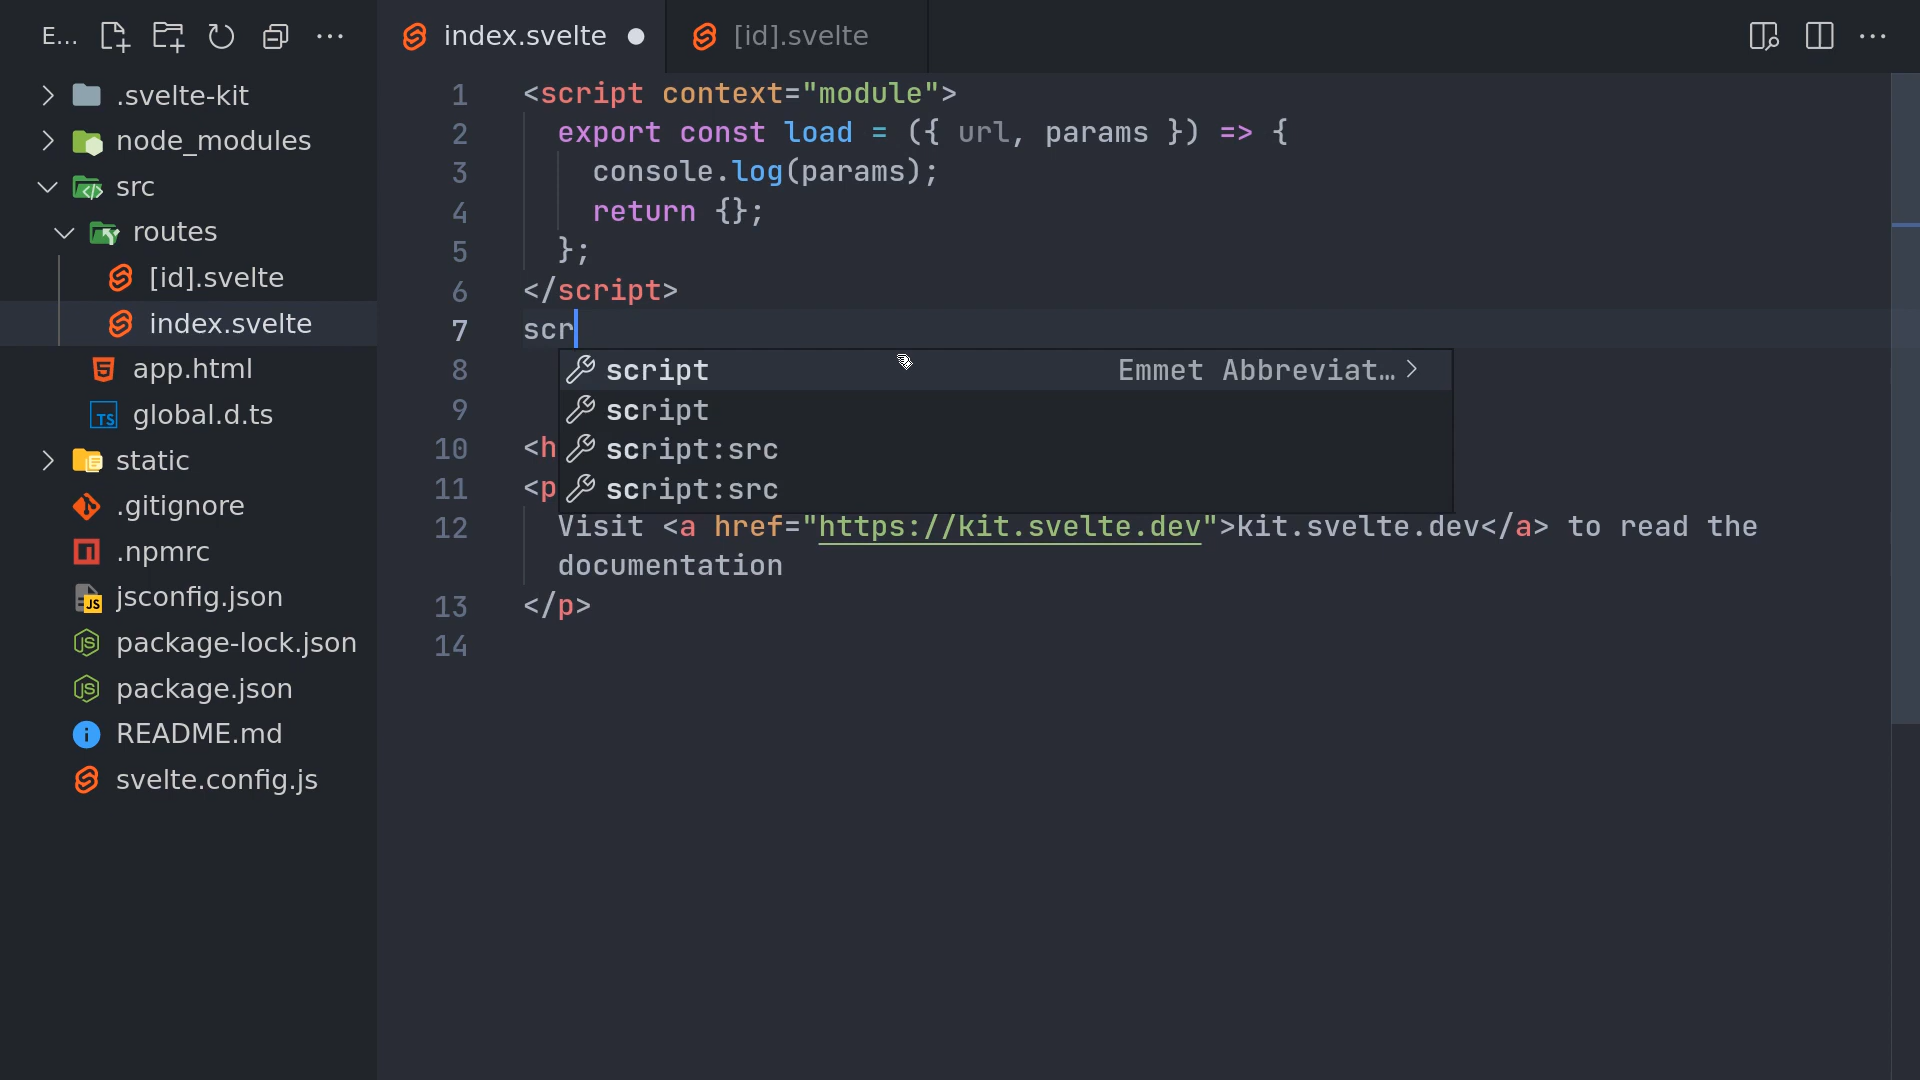 E...
index.svelte
[id].svelte
.svelte-kit
node_modules
src
routes
[id].svelte
index.svelte
app.html
TS global.d.ts
static
.gitignore
.npmrc
JS jsconfig.json
JS package-lock.json
JS package.json
README.md
svelte.config.js
1 <script context="module">
2 export const load = ({ url, params }) => {
3 console.log(params);
4 return {};
5 };
6 </script>
7 scr
8
9
10 <h
11 <p
script Emmet Abbreviat…
script
script:src
script:src
12 Visit <a href="https://kit.svelte.dev">kit.svelte.dev</a> to read the
documentation
13 </p>
14